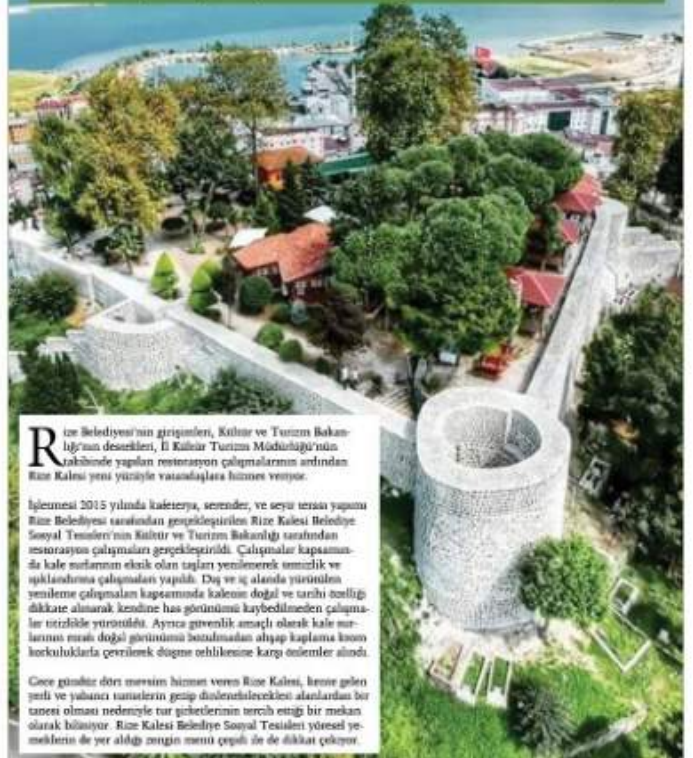 Rize Belediyesi'nin girişimleri, Kültür ve Turizm Bakan-
lığı'nın destekleri, İl Kültür Turizm Müdürlüğü'nün
takibinde yapılan restorasyon çalışmalarının ardından
Rize Kalesi yeni yüzüyle vatandaşlara hizmet veriyor.
İşletmesi 2015 yılında kafeterya, serender, ve seyir terası yapımı
Rize Belediyesi tarafından gerçekleştirilen Rize Kalesi Belediye
Sosyal Tesisleri'nin Kültür ve Turizm Bakanlığı tarafından
restorasyon çalışmaları gerçekleştirildi. Çalışmalar kapsamın-
da kale surlarının eksik olan taşları yenilenerek temizlik ve
ışıklandırma çalışmaları yapıldı. Dış ve iç alanda yürütülen
yenileme çalışmaları kapsamında kalenin doğal ve tarihi özelliği
dikkate alınarak kendine has görünümü kaybedilmeden çalışma-
lar titizlikle yürütüldü. Ayrıca güvenlik amaçlı olarak kale sur-
larının doğal görünümü bozulmadan ahşap kaplama krom
korkuluklarla çevrilerek düşme tehlikesine karşı önlemler alındı.
Gece gündüz dört mevsim hizmet veren Rize Kalesi, kente gelen
yerli ve yabancı turistlerin gezip dinlenebilecekleri alanlardan bir
tanesi olması nedeniyle tur şirketlerinin tercih ettiği bir mekan
olarak biliniyor. Rize Kalesi Belediye Sosyal Tesisleri yöresel ye-
meklerin de yer aldığı zengin menü çeşidi ile de dikkat çekiyor.